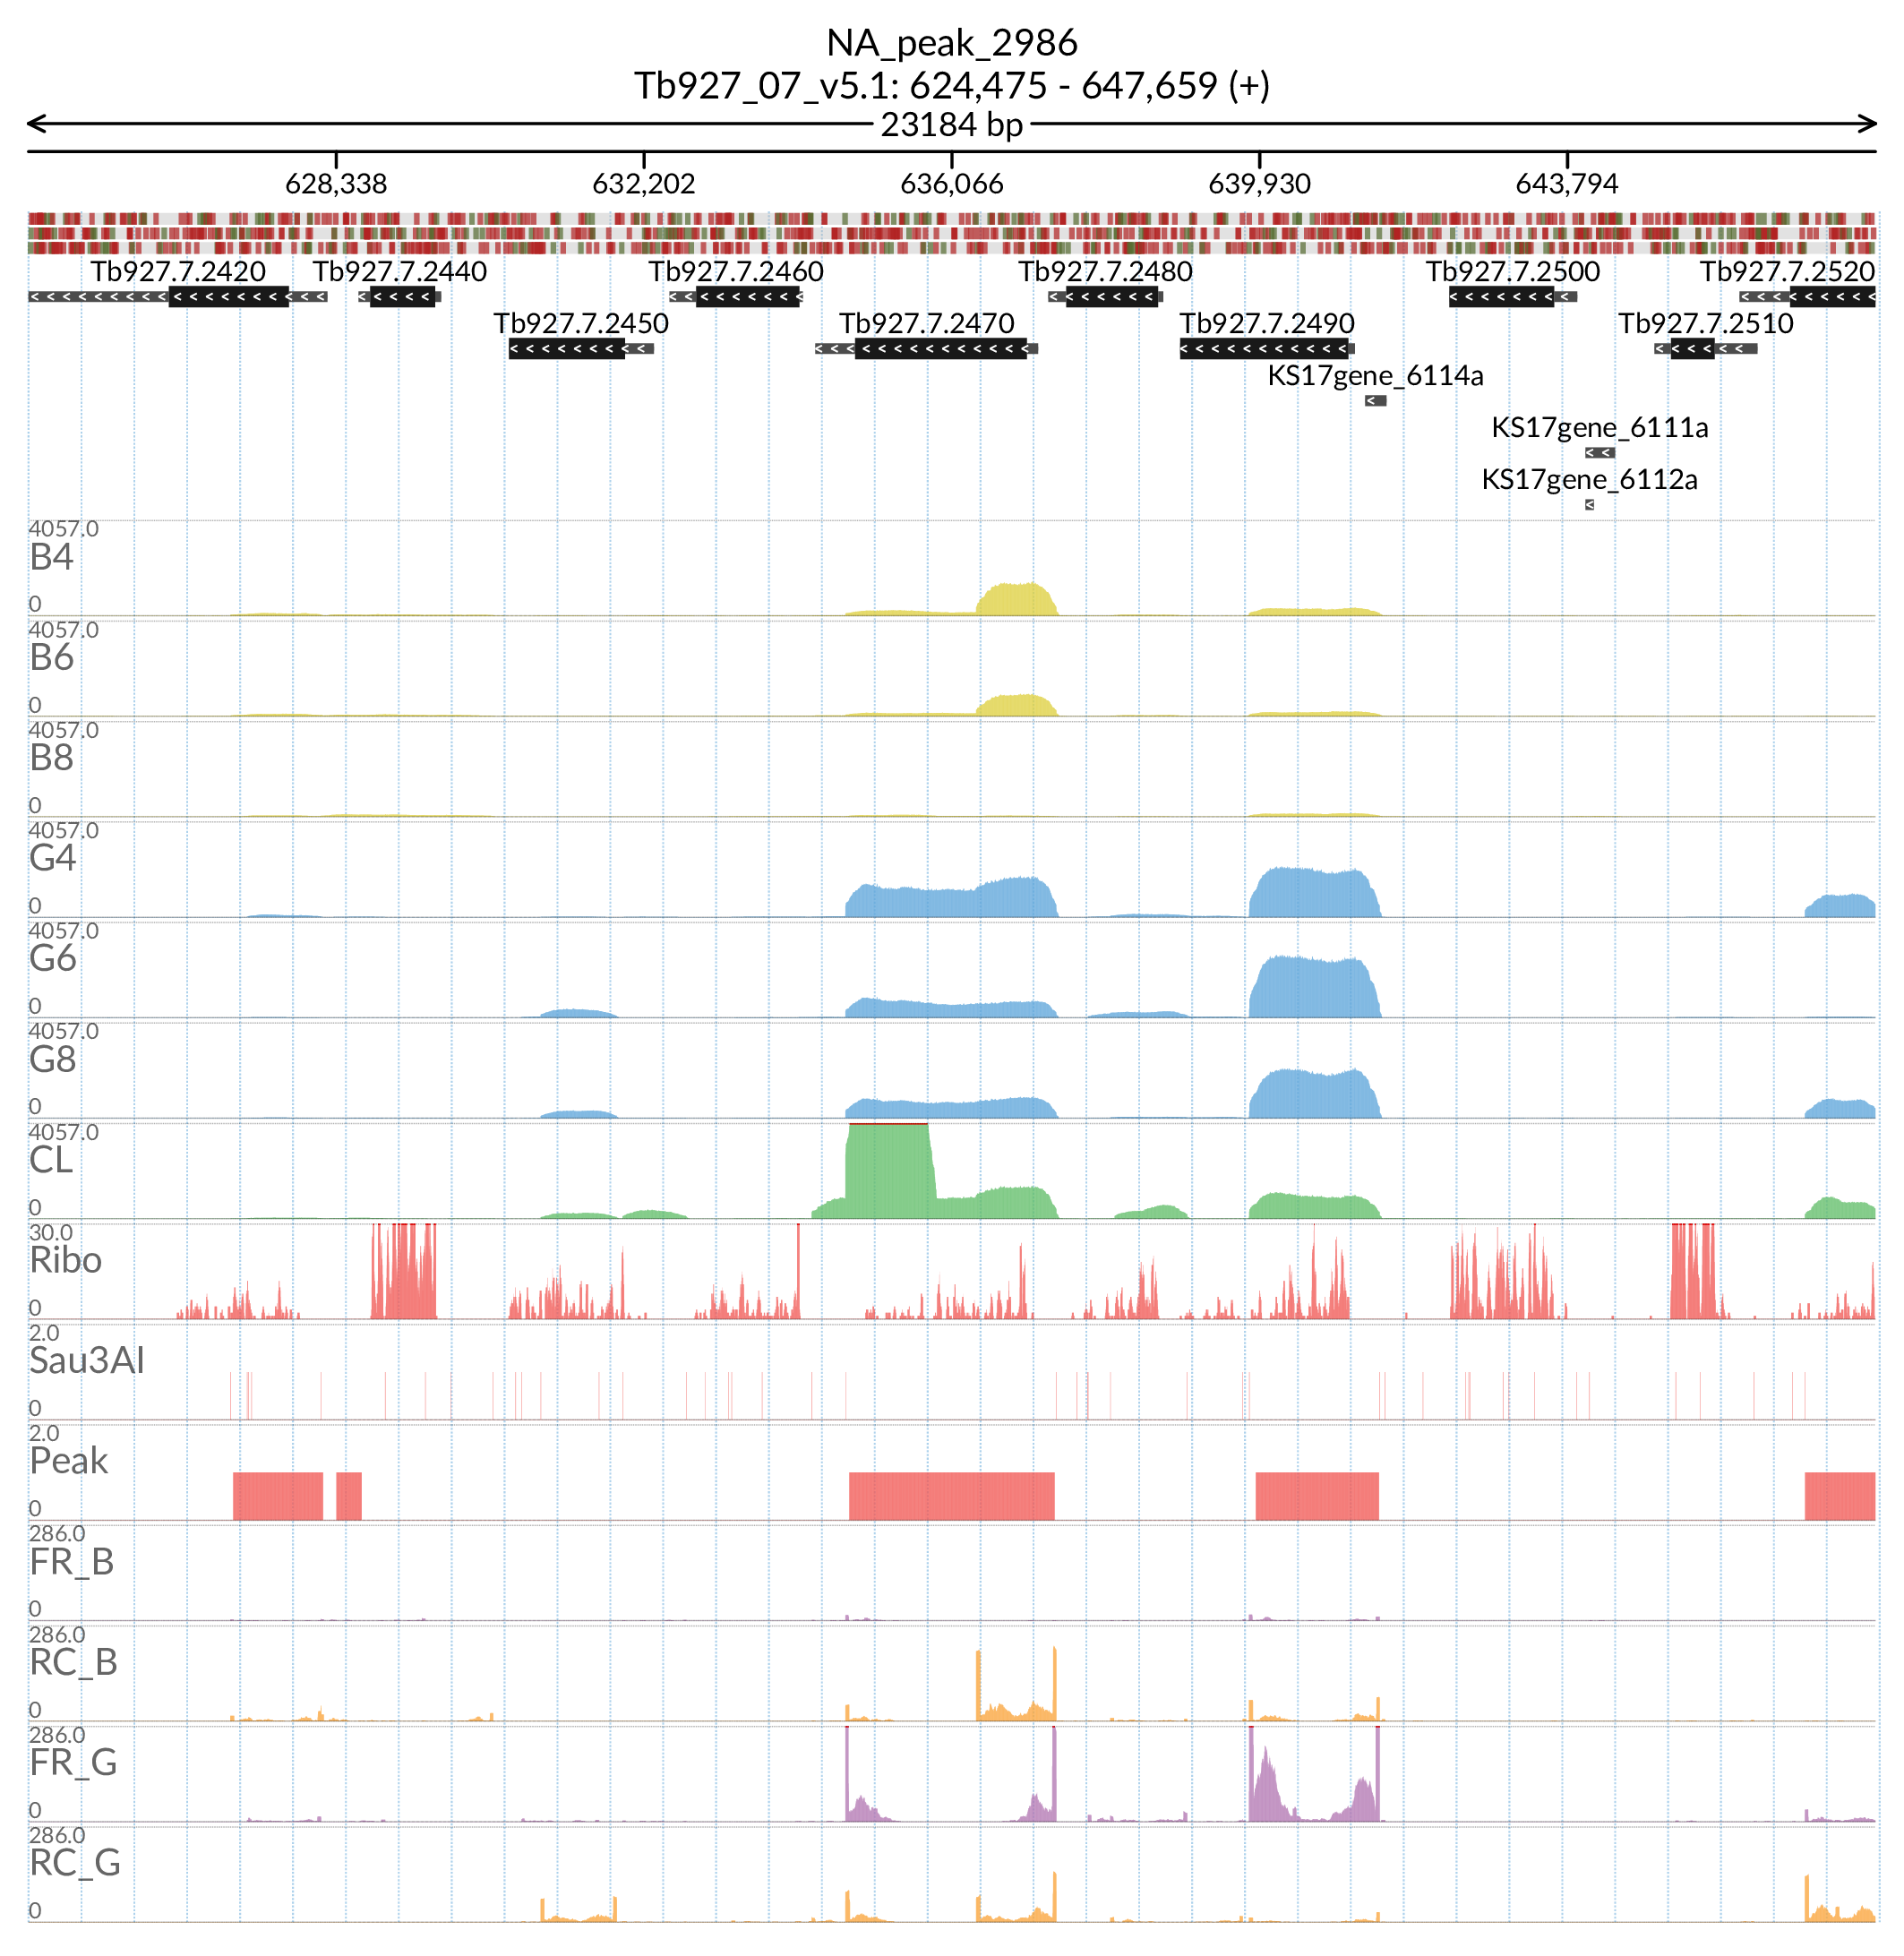 NA_peak_2986
Tb927_07_v5.1: 624,475 - 647,659 (+)
23184 bp
628,338 632,202 636,066 639,930 643,794
Tb927.7.2420 Tb927.7.2440 Tb927.7.2460 Tb927.7.2480 Tb927.7.2500 Tb927.7.2520
Tb927.7.2450 Tb927.7.2470 Tb927.7.2490 Tb927.7.2510
KS17gene_6114a
KS17gene_6111a
KS17gene_6112a
4057.0
B4
0
4057.0
B6
0
4057.0
B8
0
4057.0
G4
0
4057.0
G6
0
4057.0
G8
0
4057.0
CL
0
30.0
Ribo
0
2.0
Sau3AI
0
2.0
Peak
0
286.0
FR_B
0
286.0
RC_B
0
286.0
FR_G
0
286.0
RC_G
0